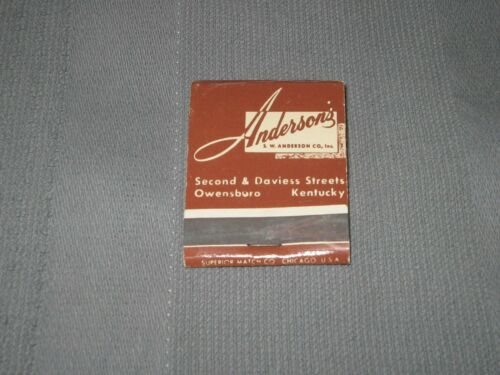 Anderson's
S. W. ANDERSON CO., Inc.
Second & Daviess Streets
Owensboro Kentucky
SUPERIOR MATCH CO. CHICAGO U.S.A.